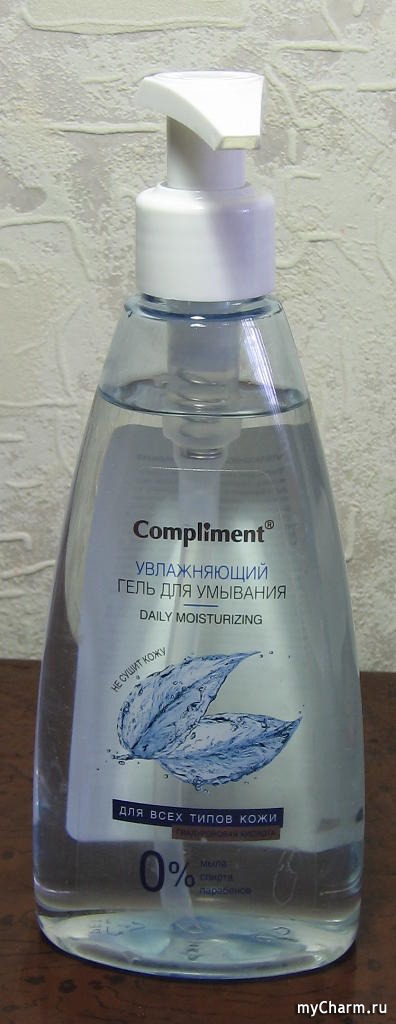 Compliment®
УВЛАЖНЯЮЩИЙ
ГЕЛЬ ДЛЯ УМЫВАНИЯ
DAILY MOISTURIZING
НЕ СУШИТ КОЖУ
ДЛЯ ВСЕХ ТИПОВ КОЖИ
ГИАЛУРОНОВАЯ КИСЛОТА
0% мыла
спирта
парабенов
myCharm.ru